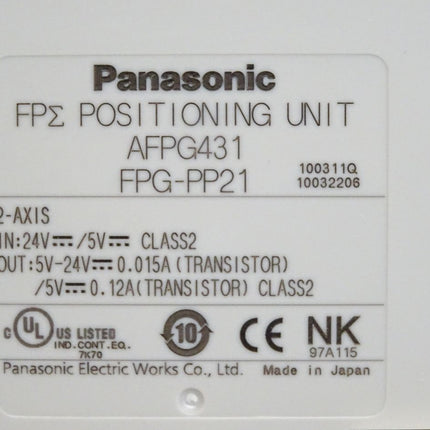 Panasonic
FPΣ POSITIONING UNIT
AFPG431
FPG-PP21
100311Q
10032206
2-AXIS
IN:24V⎓/5V⎓ CLASS2
OUT:5V-24V⎓0.015A(TRANSISTOR)
/5V⎓0.12A(TRANSISTOR) CLASS2
C UL US LISTED
IND.CONT.EQ.
7K70
10
CE
NK
97A115
Panasonic Electric Works Co., Ltd. Made in Japan